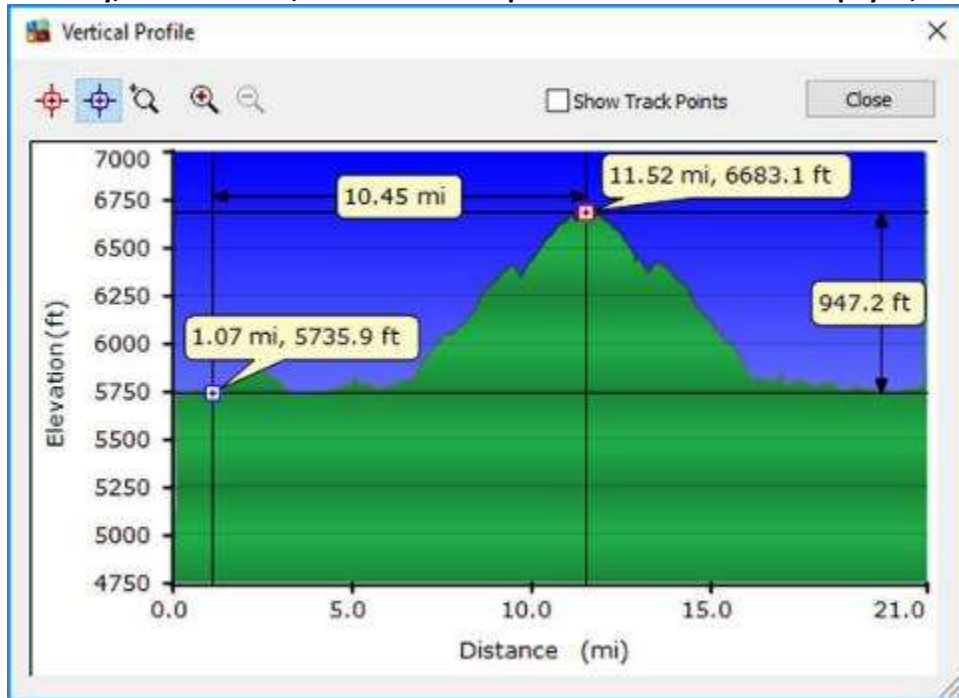 Vertical Profile
Show Track Points
Close
7000
6750
6500
6250
6000
5750
5500
5250
5000
4750
Elevation (ft)
10.45 mi
11.52 mi, 6683.1 ft
947.2 ft
1.07 mi, 5735.9 ft
0.0 5.0 10.0 15.0 21.0
Distance (mi)